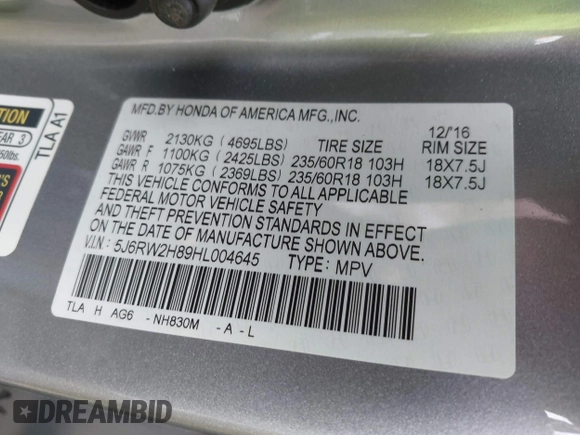 MFD.BY HONDA OF AMERICA MFG.,INC.
12/'16
GVWR 2130KG (4695LBS) TIRE SIZE RIM SIZE
GAWR F 1100KG (2425LBS) 235/60R18 103H 18X7.5J
GAWR R 1075KG (2369LBS) 235/60R18 103H 18X7.5J
THIS VEHICLE CONFORMS TO ALL APPLICABLE
FEDERAL MOTOR VEHICLE SAFETY
AND THEFT PREVENTION STANDARDS IN EFFECT
ON THE DATE OF MANUFACTURE SHOWN ABOVE.
V.I.N: 5J6RW2H89HL004645 TYPE: MPV
TLA H AG6 -NH830M -A -L
TLA A1
EAR 3
DREAMBID